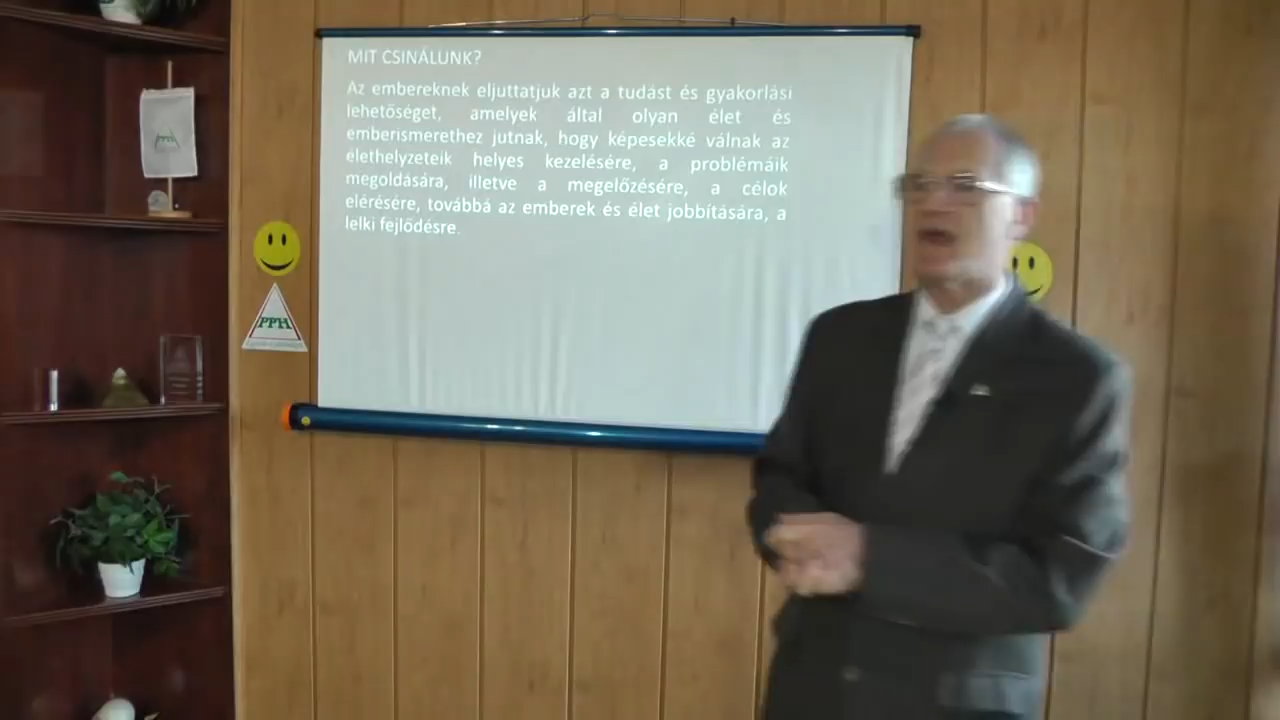 MIT CSINÁLUNK?
Az embereknek eljuttatjuk azt a tudást és gyakorlási
lehetőséget, amelyek által olyan élet és
emberismerethez jutnak, hogy képesekké válnak az
élethelyzeteik helyes kezelésére, a problémáik
megoldására, illetve a megelőzésére, a célok
elérésére, továbbá az emberek és élet jobbítására, a
lelki fejlődésre.
PPH